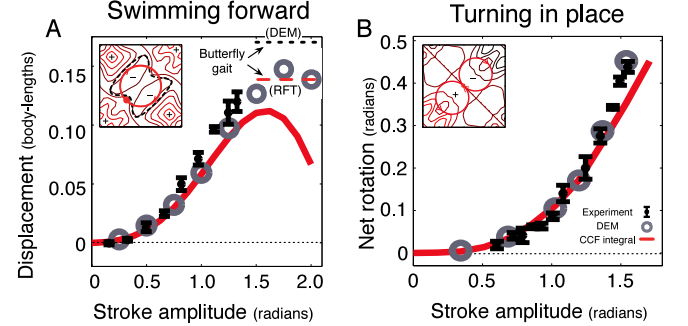 Swimming forward
A
Displacement (body-lengths)
0.15
0.10
0.05
0
(DEM)
Butterfly
gait
(RFT)
+
+
-
-
+
+
0 0.5 1.0 1.5 2.0
Stroke amplitude (radians)
Turning in place
B
Net rotation (radians)
0.5
0.4
0.3
0.2
0.1
0
-
+
Experiment
DEM
CCF integral
0 0.5 1.0 1.5
Stroke amplitude (radians)